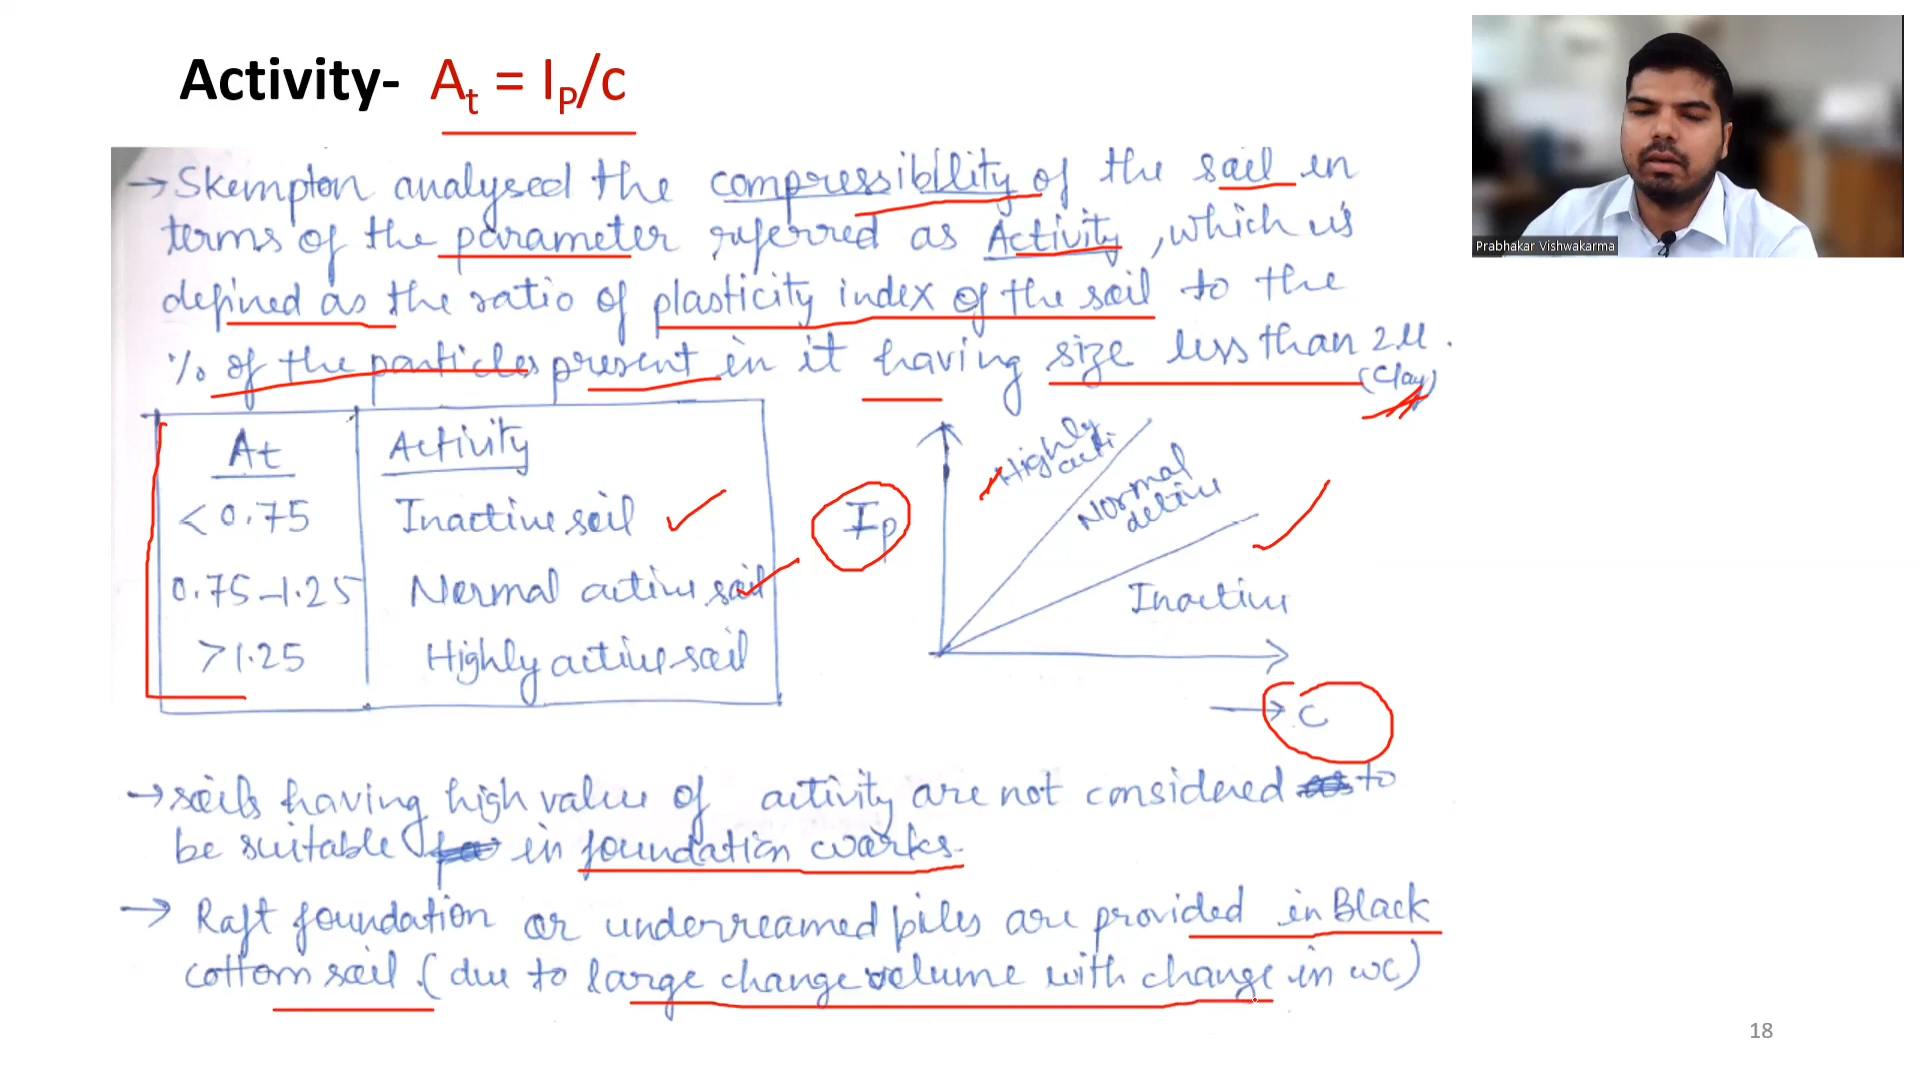 Activity- At = IP/c
Prabhakar Vishwakarma
→ Skempton analysed the compressibility of the soil in
terms of the parameter referred as Activity, which is
defined as the ratio of plasticity index of the soil to the
% of the particles present in it having size less than 2μ.
(Clay)
At Activity
< 0.75 Inactive soil
0.75-1.25 Normal active soil
>1.25 Highly active soil
Ip
Highly
acti
Normal
active
Inactive
→ C
→ soils having high value of activity are not considered to
be suitable in foundation works.
→ Raft foundation or underreamed piles are provided in Black
cottom soil. (due to large change volume with change in wc)
18